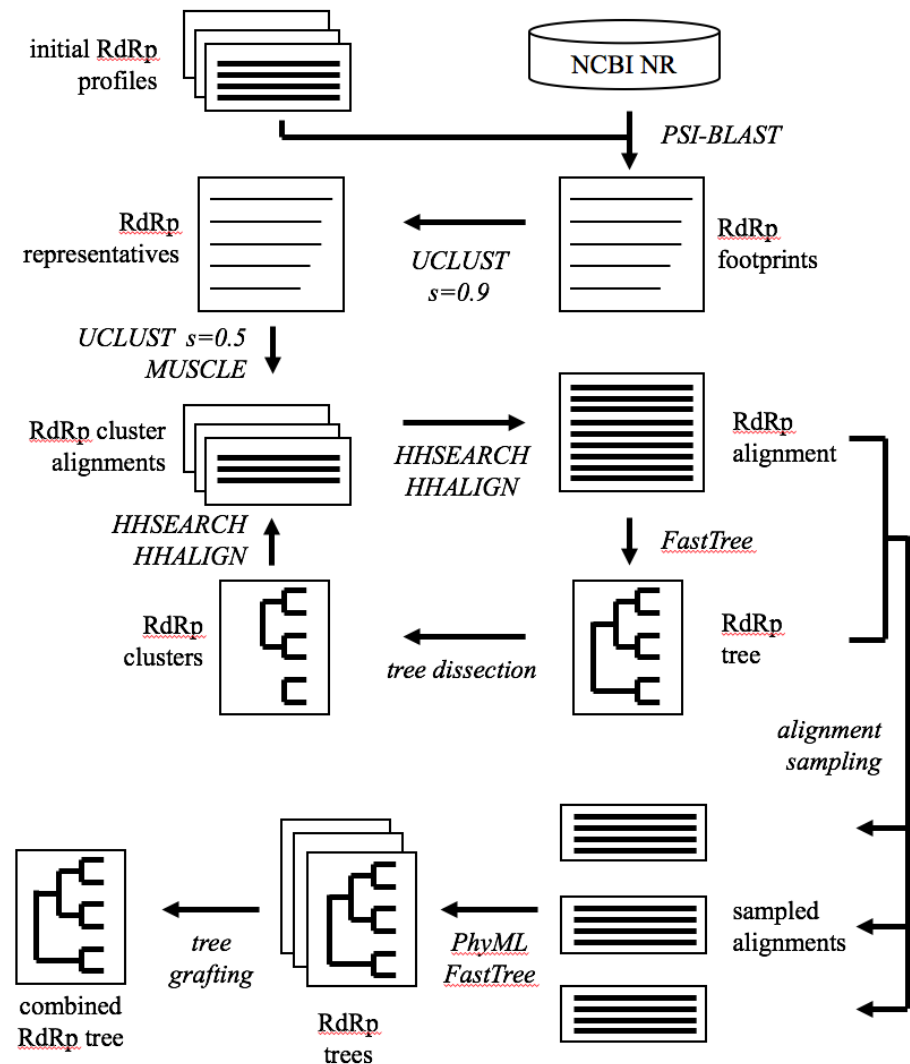 initial RdRp
profiles
NCBI NR
PSI-BLAST
RdRp
representatives
UCLUST
s=0.9
RdRp
footprints
UCLUST s=0.5
MUSCLE
RdRp cluster
alignments
HHSEARCH
HHALIGN
RdRp
alignment
HHSEARCH
HHALIGN
FastTree
RdRp
clusters
tree dissection
RdRp
tree
alignment
sampling
sampled
alignments
PhyML
FastTree
tree
grafting
combined
RdRp tree
RdRp
trees